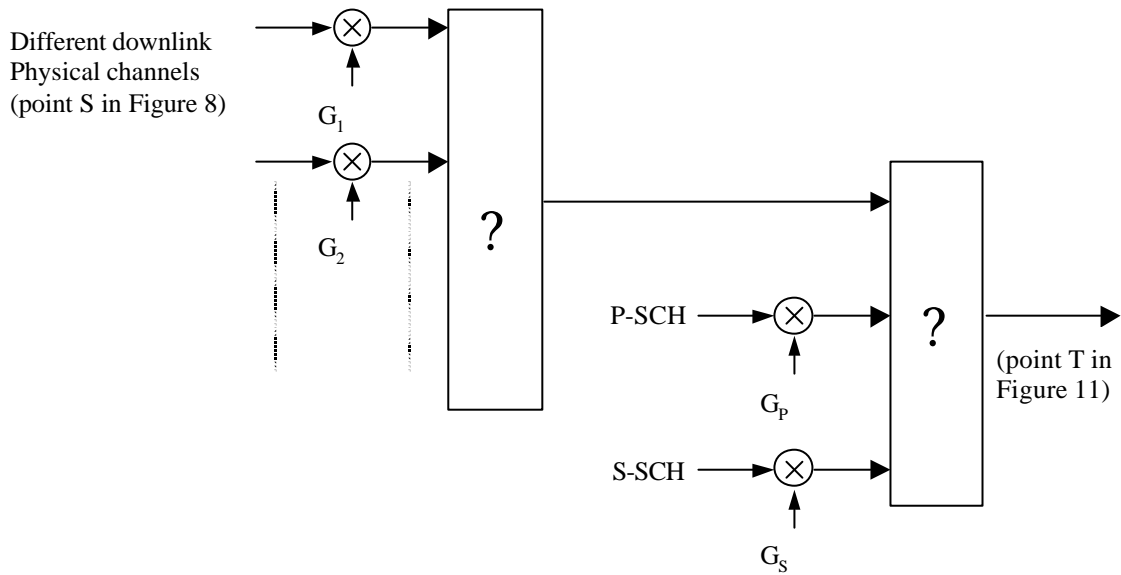 Different downlink
Physical channels
(point S in Figure 8)
G1
G2
?
P-SCH
GP
S-SCH
GS
?
(point T in
Figure 11)